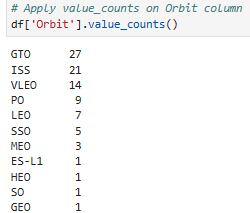 # Apply value_counts on Orbit column
df['Orbit'].value_counts()
GTO 27
ISS 21
VLEO 14
PO 9
LEO 7
SSO 5
MEO 3
ES-L1 1
HEO 1
SO 1
GEO 1